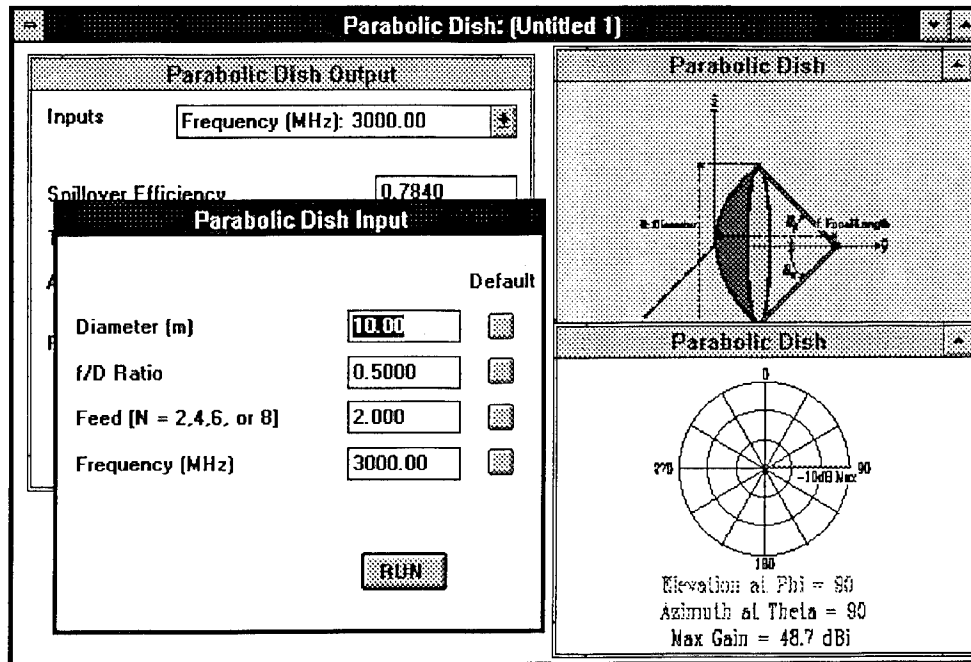 Parabolic Dish: (Untitled 1)
Parabolic Dish Output
Inputs
Frequency (MHz): 3000.00
Spillover Efficiency
0.7840
Parabolic Dish Input
Default
Diameter (m)
10.00
f/D Ratio
0.5000
Feed [N = 2,4,6, or 8]
2.000
Frequency (MHz)
3000.00
RUN
Parabolic Dish
Diameter
Focal Length
Parabolic Dish
0
270
-10dB Max
90
180
Elevation at Phi = 90
Azimuth at Theta = 90
Max Gain = 48.7 dBi